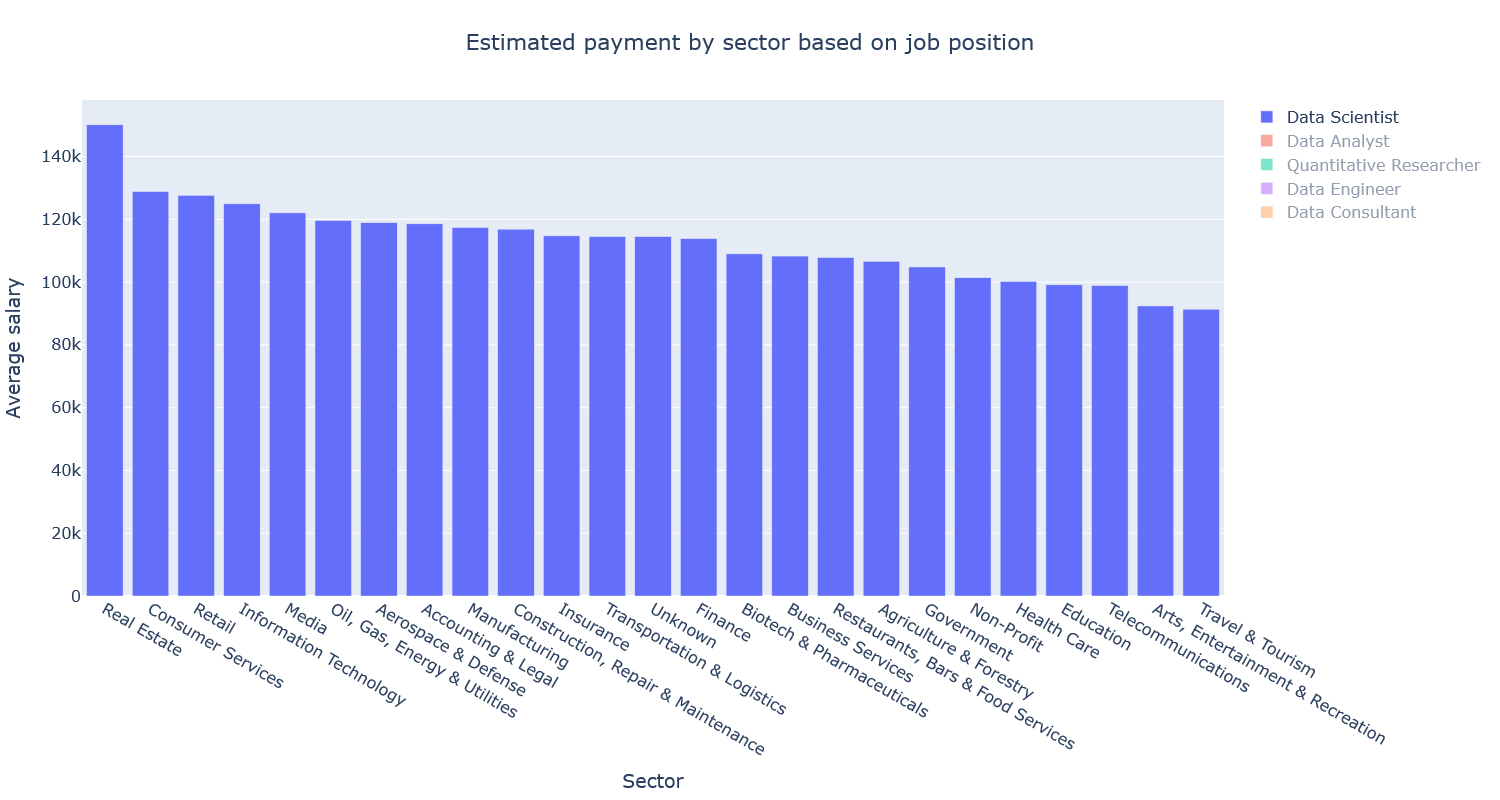 Estimated payment by sector based on job position
Data Scientist
Data Analyst
Quantitative Researcher
Data Engineer
Data Consultant
Average salary
140k
120k
100k
80k
60k
40k
20k
0
Real Estate
Consumer Services
Retail
Information Technology
Media
Oil, Gas, Energy & Utilities
Aerospace & Defense
Accounting & Legal
Manufacturing
Construction, Repair & Maintenance
Insurance
Transportation & Logistics
Unknown
Finance
Biotech & Pharmaceuticals
Business Services
Restaurants, Bars & Food Services
Agriculture & Forestry
Government
Non-Profit
Health Care
Education
Telecommunications
Arts, Entertainment & Recreation
Travel & Tourism
Sector